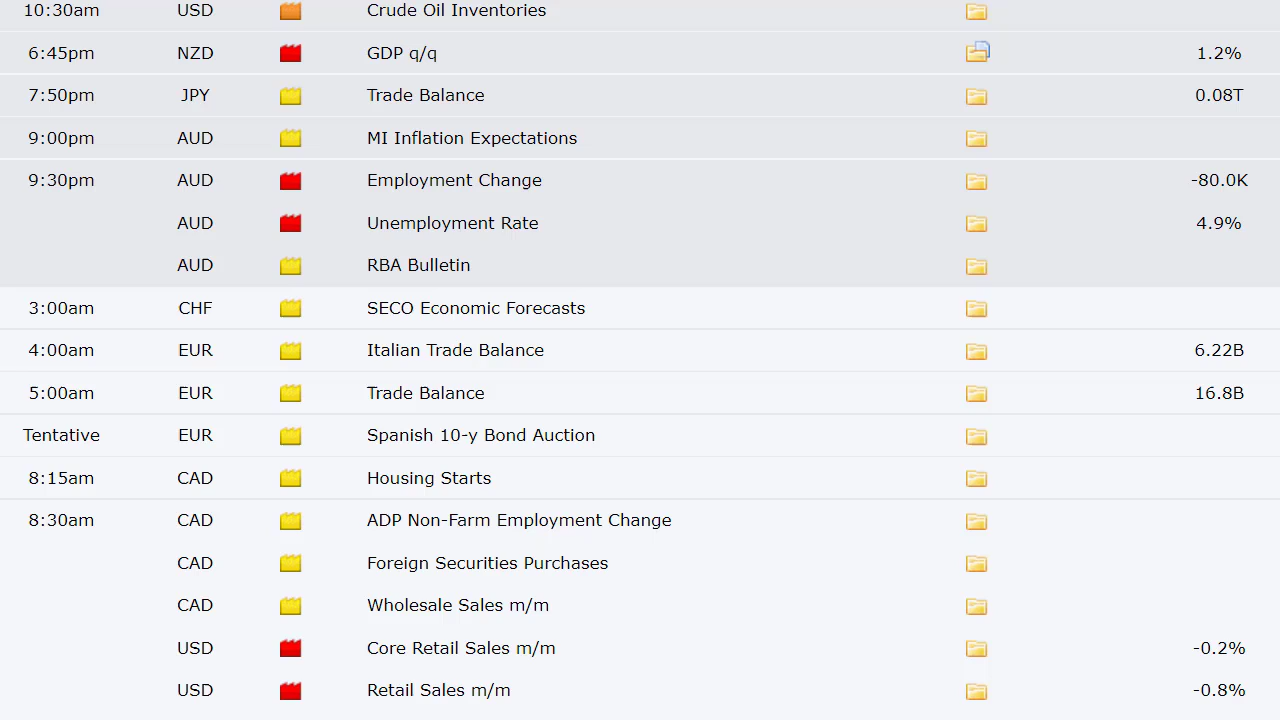 10:30am USD Crude Oil Inventories
6:45pm NZD GDP q/q 1.2%
7:50pm JPY Trade Balance 0.08T
9:00pm AUD MI Inflation Expectations
9:30pm AUD Employment Change -80.0K
AUD Unemployment Rate 4.9%
AUD RBA Bulletin
3:00am CHF SECO Economic Forecasts
4:00am EUR Italian Trade Balance 6.22B
5:00am EUR Trade Balance 16.8B
Tentative EUR Spanish 10-y Bond Auction
8:15am CAD Housing Starts
8:30am CAD ADP Non-Farm Employment Change
CAD Foreign Securities Purchases
CAD Wholesale Sales m/m
USD Core Retail Sales m/m -0.2%
USD Retail Sales m/m -0.8%